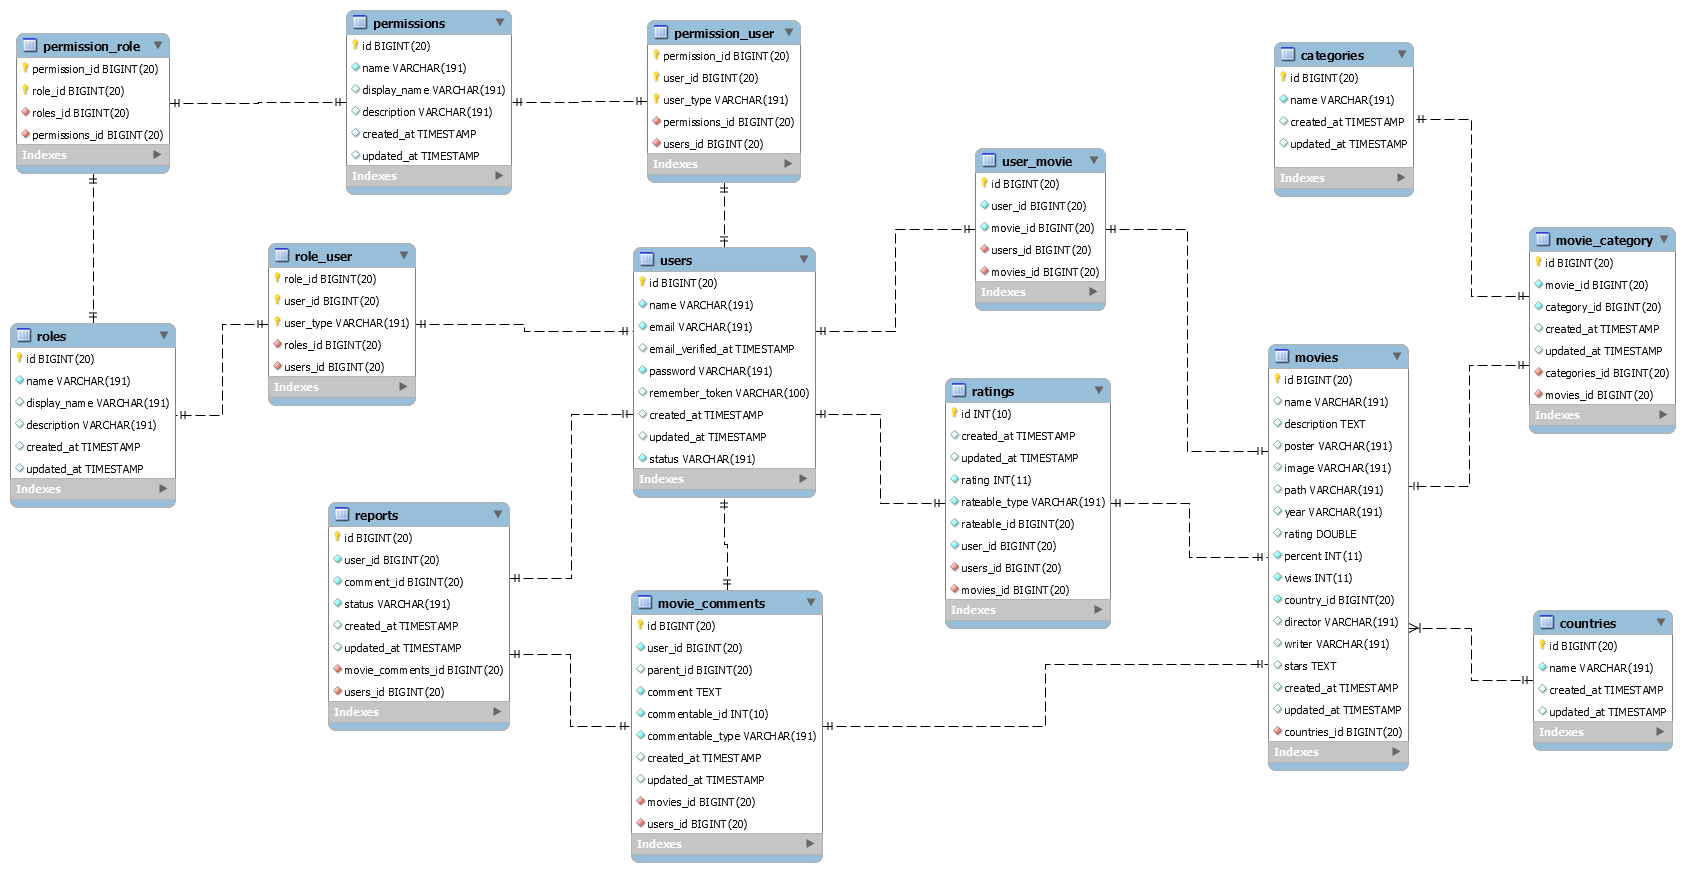 permission_role
permission_id BIGINT(20)
role_id BIGINT(20)
roles_id BIGINT(20)
permissions_id BIGINT(20)
Indexes
permissions
id BIGINT(20)
name VARCHAR(191)
display_name VARCHAR(191)
description VARCHAR(191)
created_at TIMESTAMP
updated_at TIMESTAMP
Indexes
permission_user
permission_id BIGINT(20)
user_id BIGINT(20)
user_type VARCHAR(191)
permissions_id BIGINT(20)
users_id BIGINT(20)
Indexes
categories
id BIGINT(20)
name VARCHAR(191)
created_at TIMESTAMP
updated_at TIMESTAMP
Indexes
user_movie
id BIGINT(20)
user_id BIGINT(20)
movie_id BIGINT(20)
users_id BIGINT(20)
movies_id BIGINT(20)
Indexes
movie_category
id BIGINT(20)
movie_id BIGINT(20)
category_id BIGINT(20)
created_at TIMESTAMP
updated_at TIMESTAMP
categories_id BIGINT(20)
movies_id BIGINT(20)
Indexes
role_user
role_id BIGINT(20)
user_id BIGINT(20)
user_type VARCHAR(191)
roles_id BIGINT(20)
users_id BIGINT(20)
Indexes
users
id BIGINT(20)
name VARCHAR(191)
email VARCHAR(191)
email_verified_at TIMESTAMP
password VARCHAR(191)
remember_token VARCHAR(100)
created_at TIMESTAMP
updated_at TIMESTAMP
status VARCHAR(191)
Indexes
roles
id BIGINT(20)
name VARCHAR(191)
display_name VARCHAR(191)
description VARCHAR(191)
created_at TIMESTAMP
updated_at TIMESTAMP
Indexes
ratings
id INT(10)
created_at TIMESTAMP
updated_at TIMESTAMP
rating INT(11)
rateable_type VARCHAR(191)
rateable_id BIGINT(20)
user_id BIGINT(20)
users_id BIGINT(20)
movies_id BIGINT(20)
Indexes
movies
id BIGINT(20)
name VARCHAR(191)
description TEXT
poster VARCHAR(191)
image VARCHAR(191)
path VARCHAR(191)
year VARCHAR(191)
rating DOUBLE
percent INT(11)
views INT(11)
country_id BIGINT(20)
director VARCHAR(191)
writer VARCHAR(191)
stars TEXT
created_at TIMESTAMP
updated_at TIMESTAMP
countries_id BIGINT(20)
Indexes
reports
id BIGINT(20)
user_id BIGINT(20)
comment_id BIGINT(20)
status VARCHAR(191)
created_at TIMESTAMP
updated_at TIMESTAMP
movie_comments_id BIGINT(20)
users_id BIGINT(20)
Indexes
movie_comments
id BIGINT(20)
user_id BIGINT(20)
parent_id BIGINT(20)
comment TEXT
commentable_id INT(10)
commentable_type VARCHAR(191)
created_at TIMESTAMP
updated_at TIMESTAMP
movies_id BIGINT(20)
users_id BIGINT(20)
Indexes
countries
id BIGINT(20)
name VARCHAR(191)
created_at TIMESTAMP
updated_at TIMESTAMP
Indexes